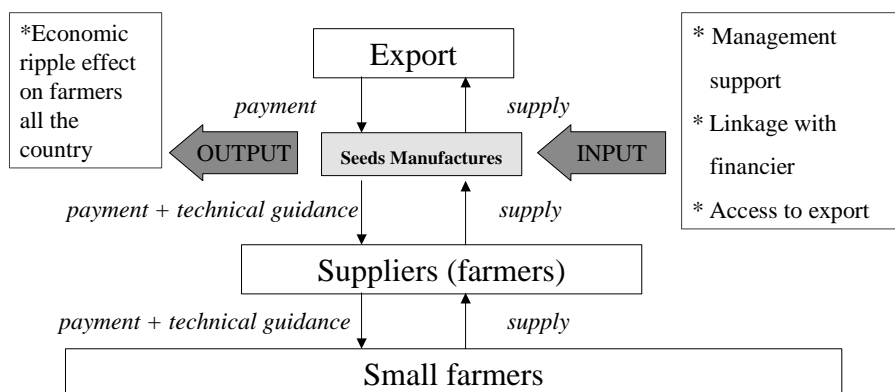 *Economic
ripple effect
on farmers
all the
country
Export
* Management
support
* Linkage with
financier
* Access to export
payment
supply
OUTPUT
Seeds Manufactures
INPUT
payment + technical guidance
supply
Suppliers (farmers)
payment + technical guidance
supply
Small farmers